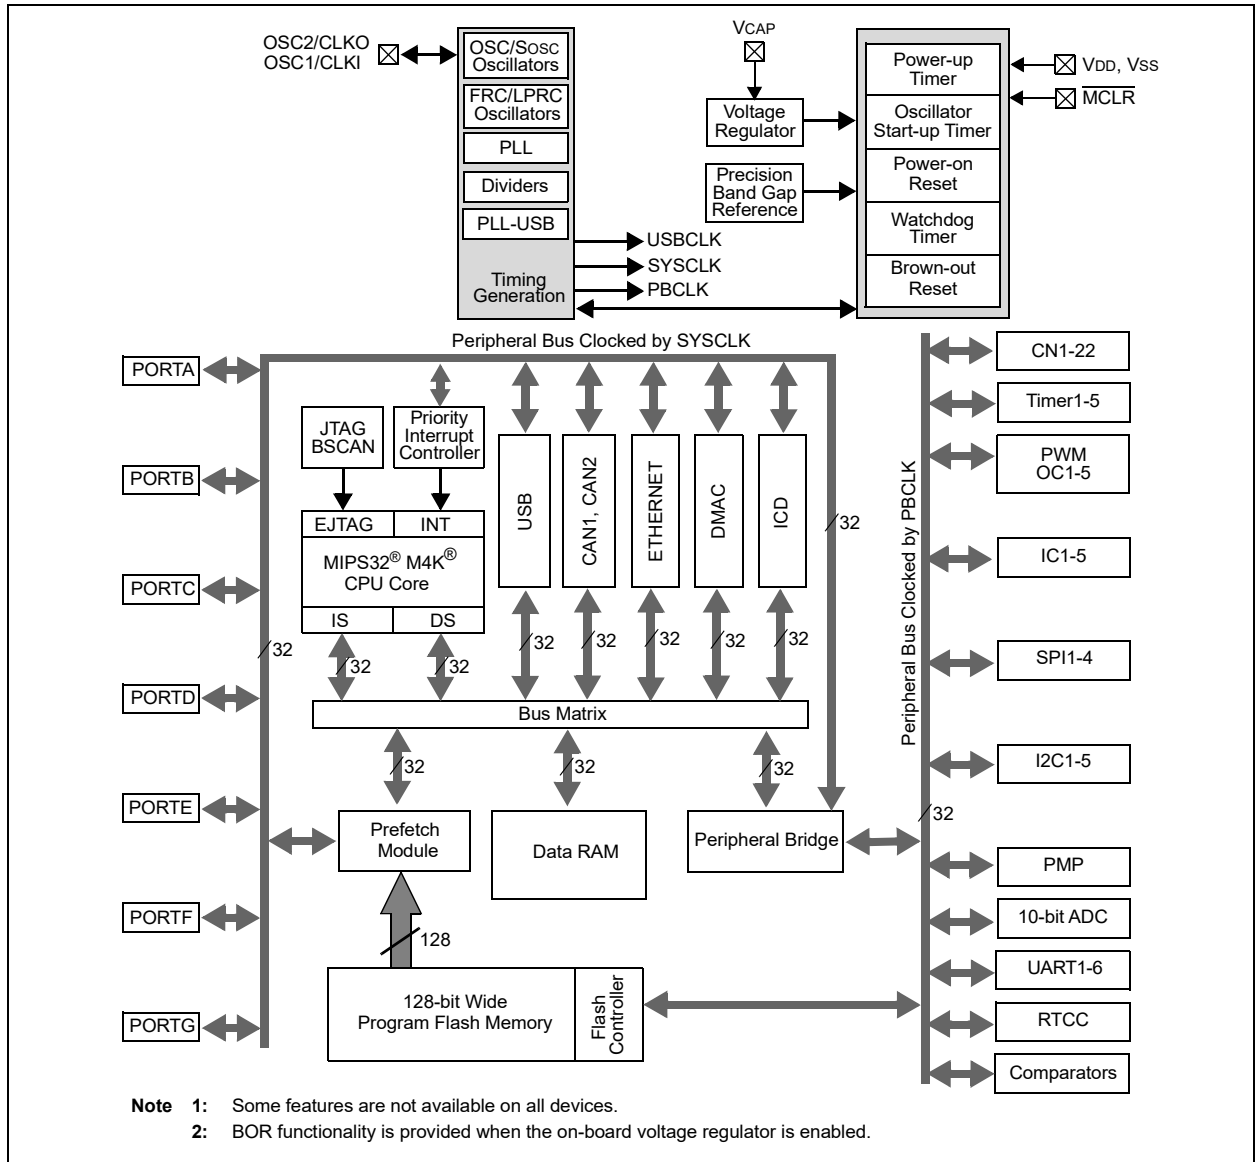 OSC2/CLKO
OSC1/CLKI
OSC/SOSC
Oscillators
FRC/LPRC
Oscillators
PLL
Dividers
PLL-USB
Timing
Generation
USBCLK
SYSCLK
PBCLK
VCAP
Voltage
Regulator
Precision
Band Gap
Reference
Power-up
Timer
Oscillator
Start-up Timer
Power-on
Reset
Watchdog
Timer
Brown-out
Reset
VDD, VSS
MCLR
Peripheral Bus Clocked by SYSCLK
PORTA
PORTB
PORTC
PORTD
PORTE
PORTF
PORTG
32
JTAG
BSCAN
Priority
Interrupt
Controller
EJTAG
INT
MIPS32® M4K®
CPU Core
IS
DS
32
32
USB
CAN1, CAN2
ETHERNET
DMAC
ICD
32
32
32
32
32
32
Bus Matrix
32
32
32
Prefetch
Module
Data RAM
Peripheral Bridge
128
128-bit Wide
Program Flash Memory
Flash
Controller
Peripheral Bus Clocked by PBCLK
32
CN1-22
Timer1-5
PWM
OC1-5
IC1-5
SPI1-4
I2C1-5
PMP
10-bit ADC
UART1-6
RTCC
Comparators
Note 1: Some features are not available on all devices.
2: BOR functionality is provided when the on-board voltage regulator is enabled.